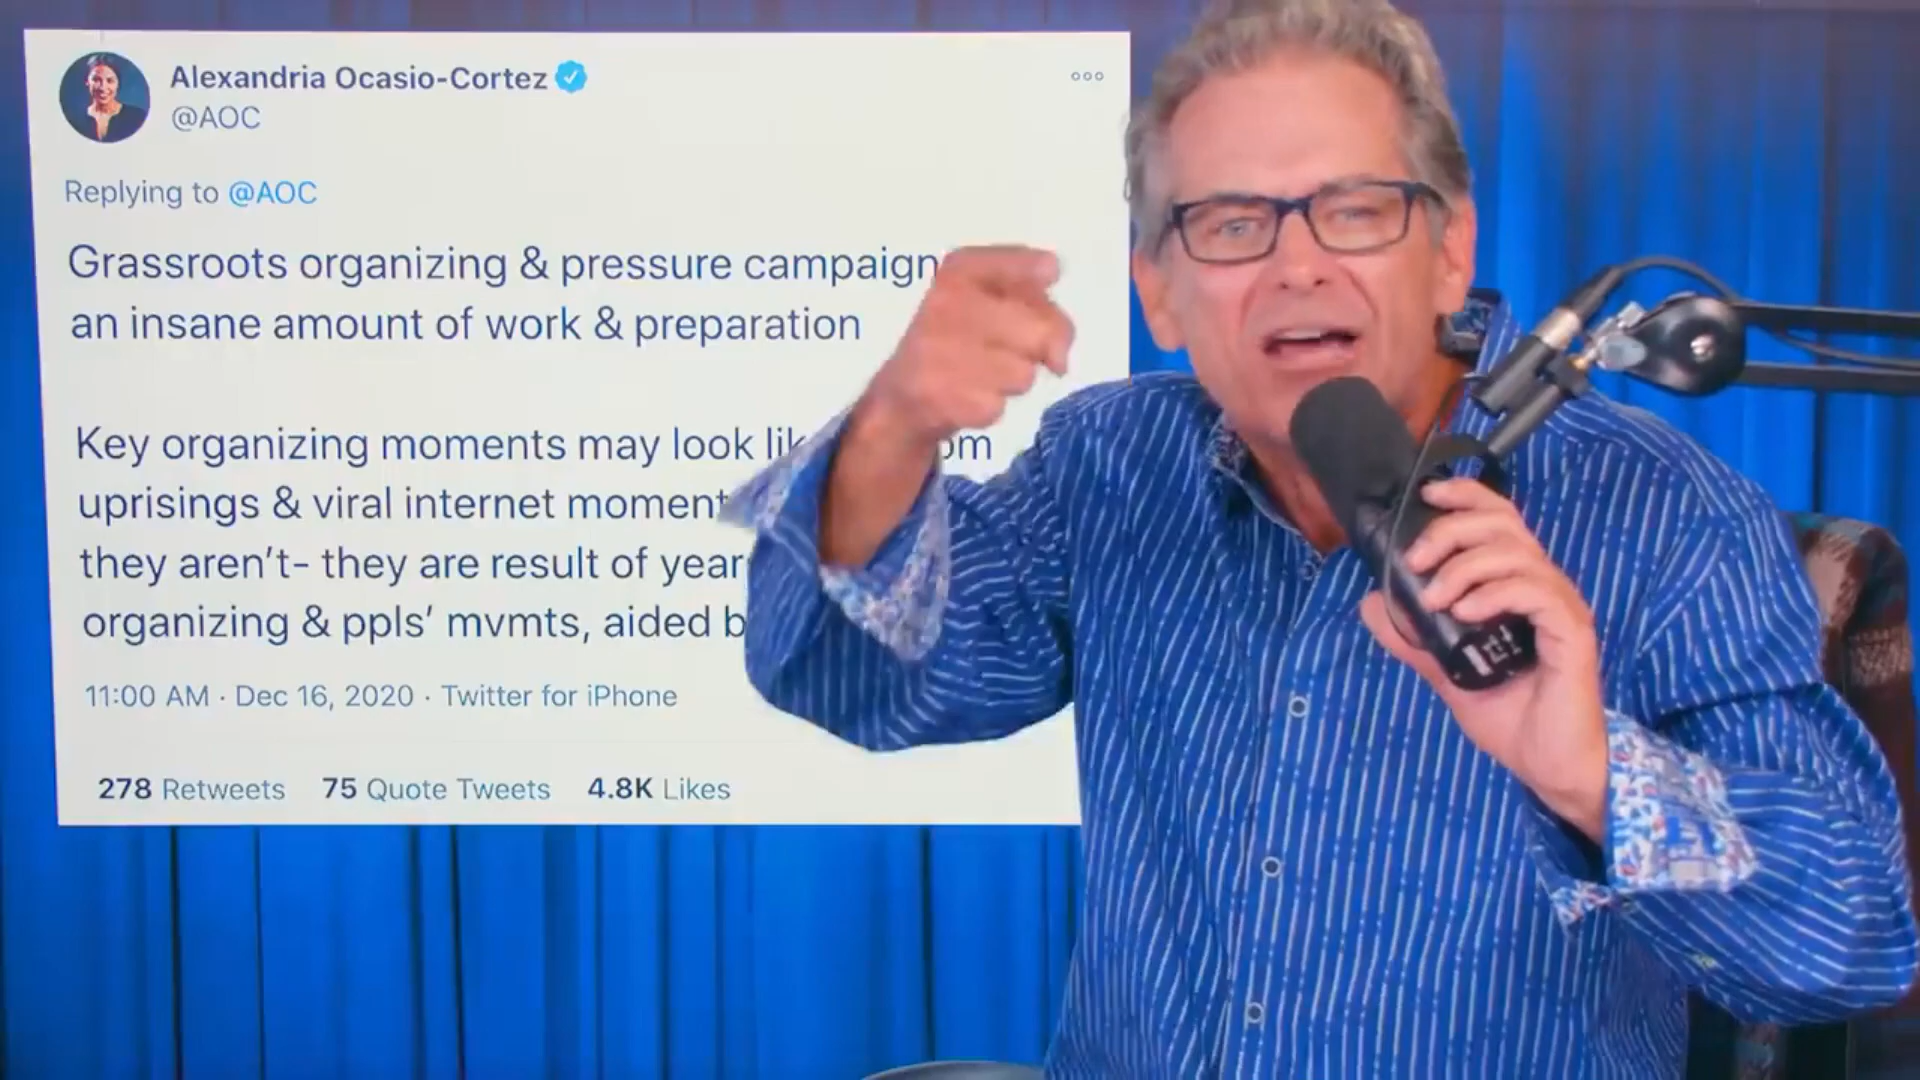 Alexandria Ocasio-Cortez
@AOC
Replying to @AOC
Grassroots organizing & pressure campaign
an insane amount of work & preparation
Key organizing moments may look
uprisings & viral internet moment
they aren't- they are result of year
organizing & ppls' mvmts, aided
11:00 AM · Dec 16, 2020 · Twitter for iPhone
278 Retweets 75 Quote Tweets 4.8K Likes